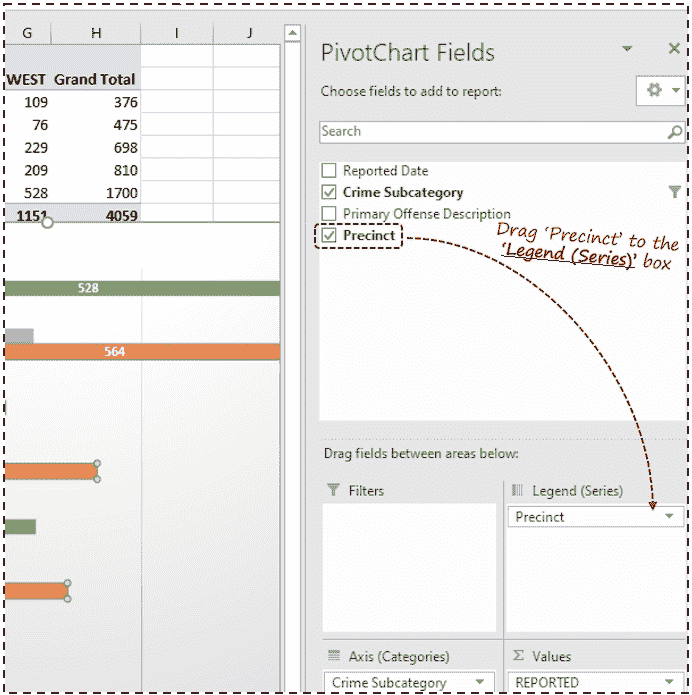 G H I J
WEST Grand Total
109 376
76 475
229 698
209 810
528 1700
1151 4059
528
564
PivotChart Fields
Choose fields to add to report:
Search
Reported Date
Crime Subcategory
Primary Offense Description
Precinct
Drag ‘Precinct’ to the
‘Legend (Series)’ box
Drag fields between areas below:
Filters
Legend (Series)
Precinct
Axis (Categories)
Σ Values
Crime Subcategory
REPORTED